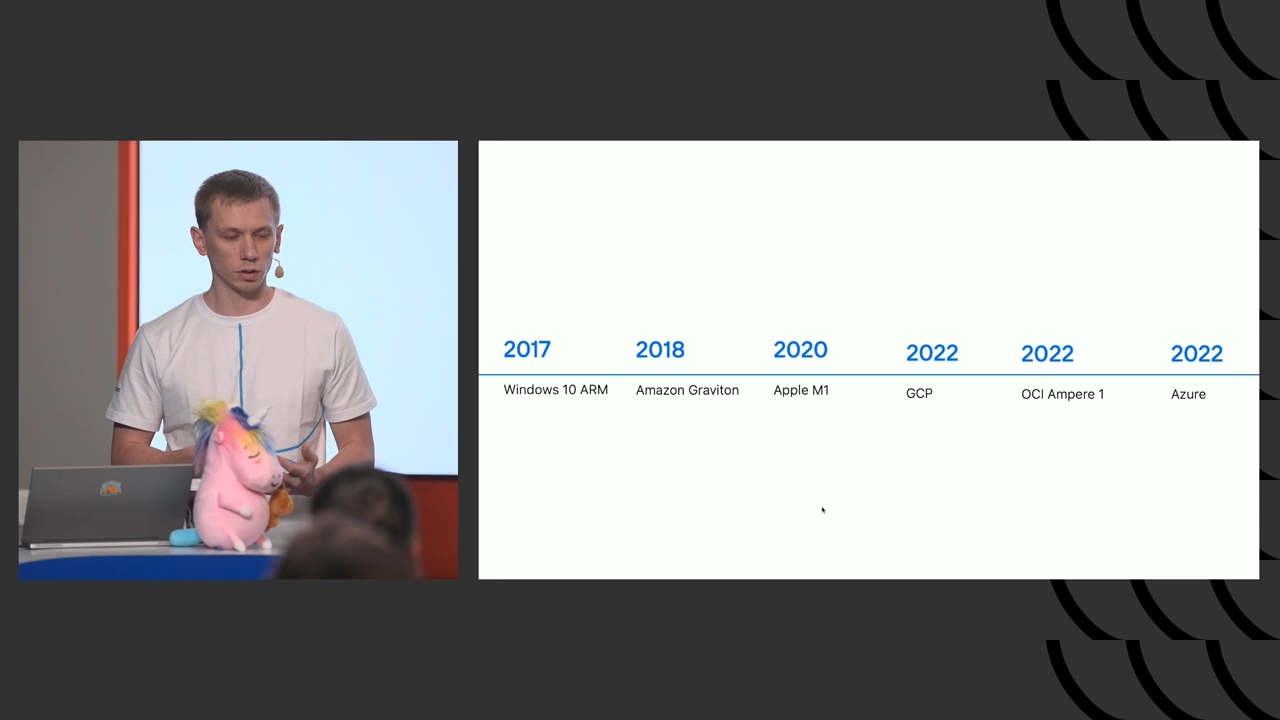 2017
2018
2020
2022
2022
2022
Windows 10 ARM
Amazon Graviton
Apple M1
GCP
OCI Ampere 1
Azure